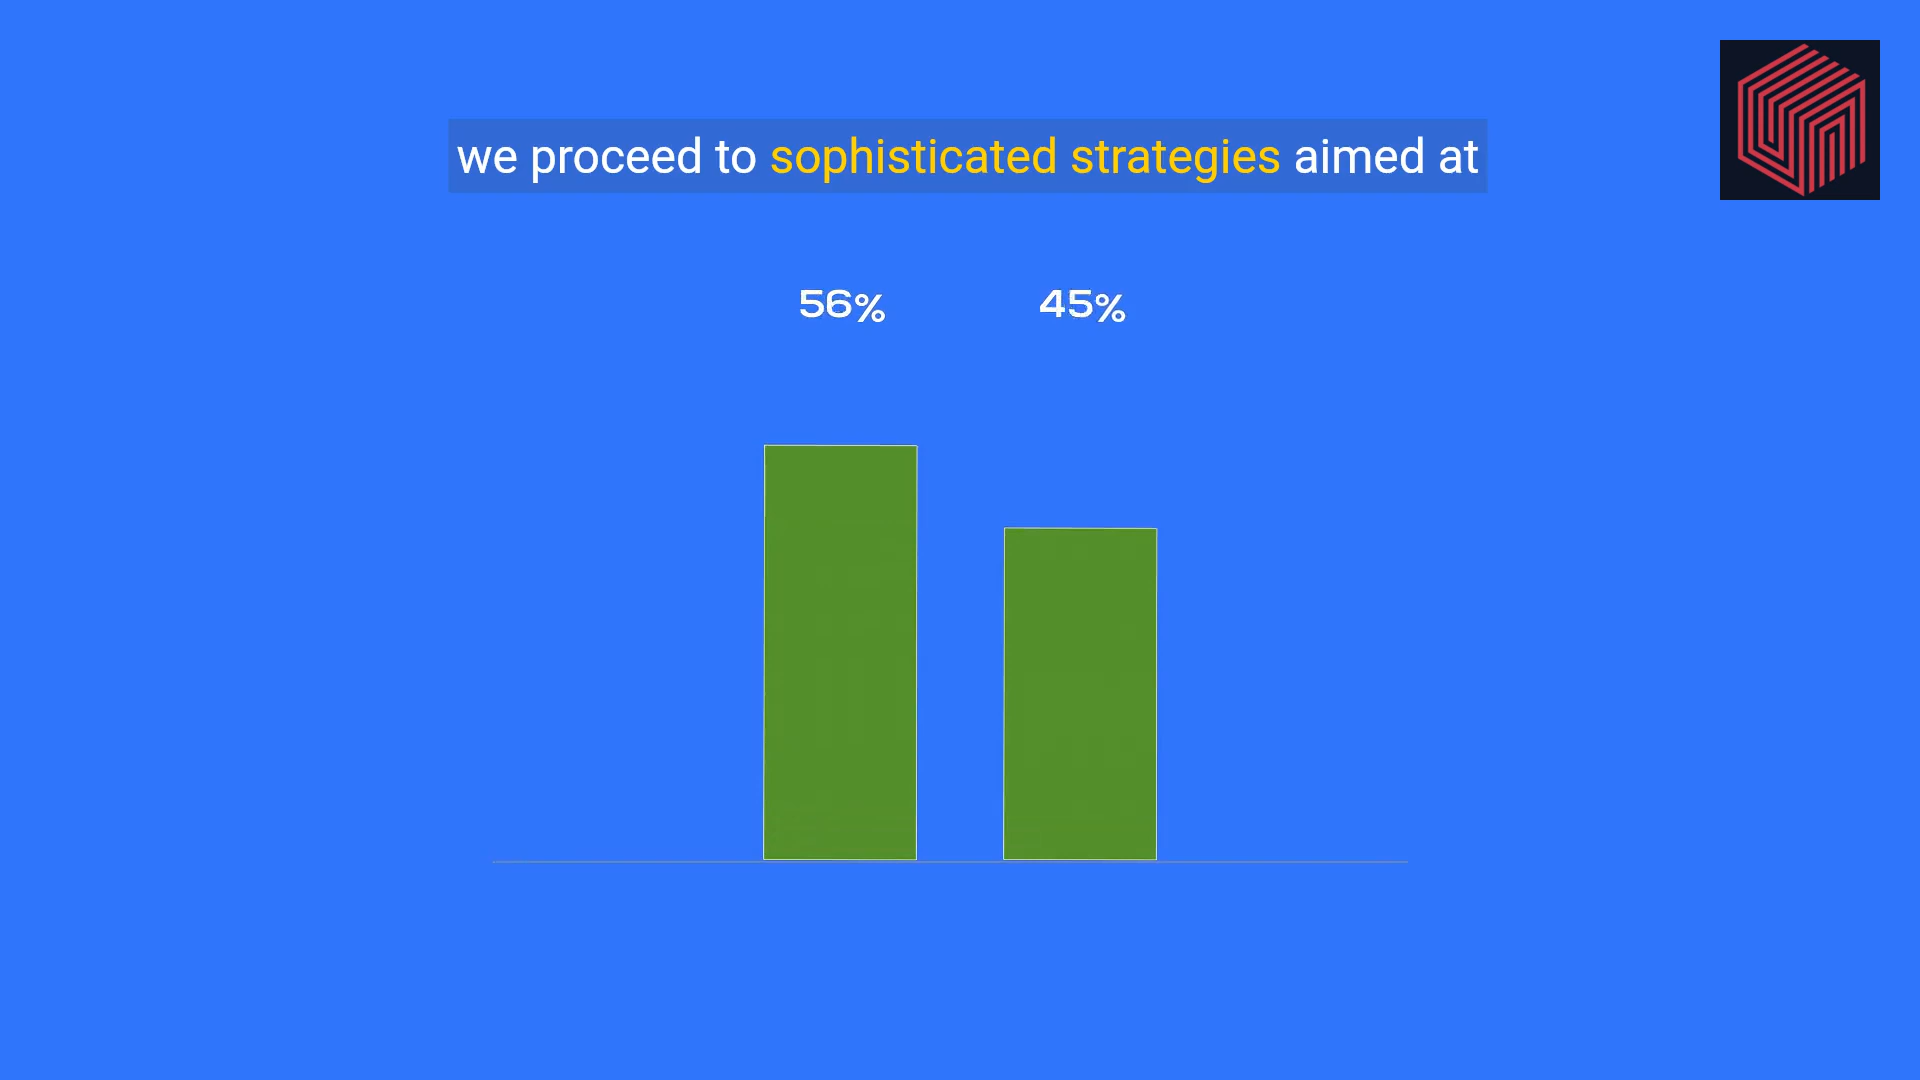 we proceed to sophisticated strategies aimed at
56% 45%